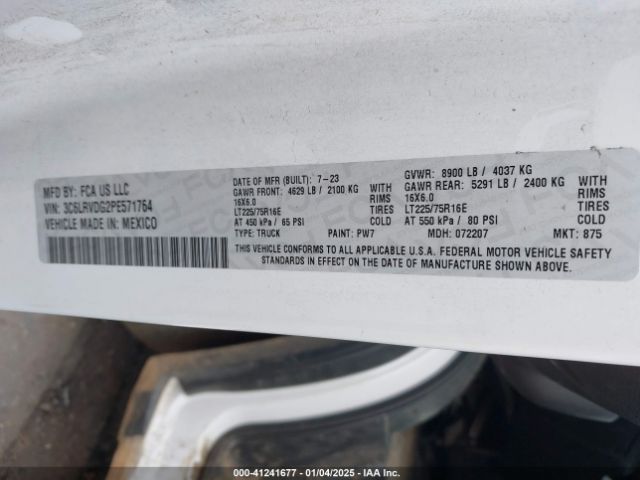 MFD BY: FCA US LLC
VIN: 3C6LRVDG2PE571764
VEHICLE MADE IN: MEXICO
DATE OF MFR (BUILT): 7-23
GAWR FRONT: 4629 LB / 2100 KG WITH
16X6.0 RIMS
LT225/75R16E TIRES
AT 450 kPa / 65 PSI COLD
TYPE: TRUCK PAINT: PW7
GVWR: 8900 LB / 4037 KG
GAWR REAR: 5291 LB / 2400 KG WITH
16X6.0 RIMS
LT225/75R16E TIRES
AT 550 kPa / 80 PSI COLD
MDH: 072207 MKT: 875
THIS VEHICLE CONFORMS TO ALL APPLICABLE U.S.A. FEDERAL MOTOR VEHICLE SAFETY
STANDARDS IN EFFECT ON THE DATE OF MANUFACTURE SHOWN ABOVE.
000-41241677 - 01/04/2025 - IAA Inc.